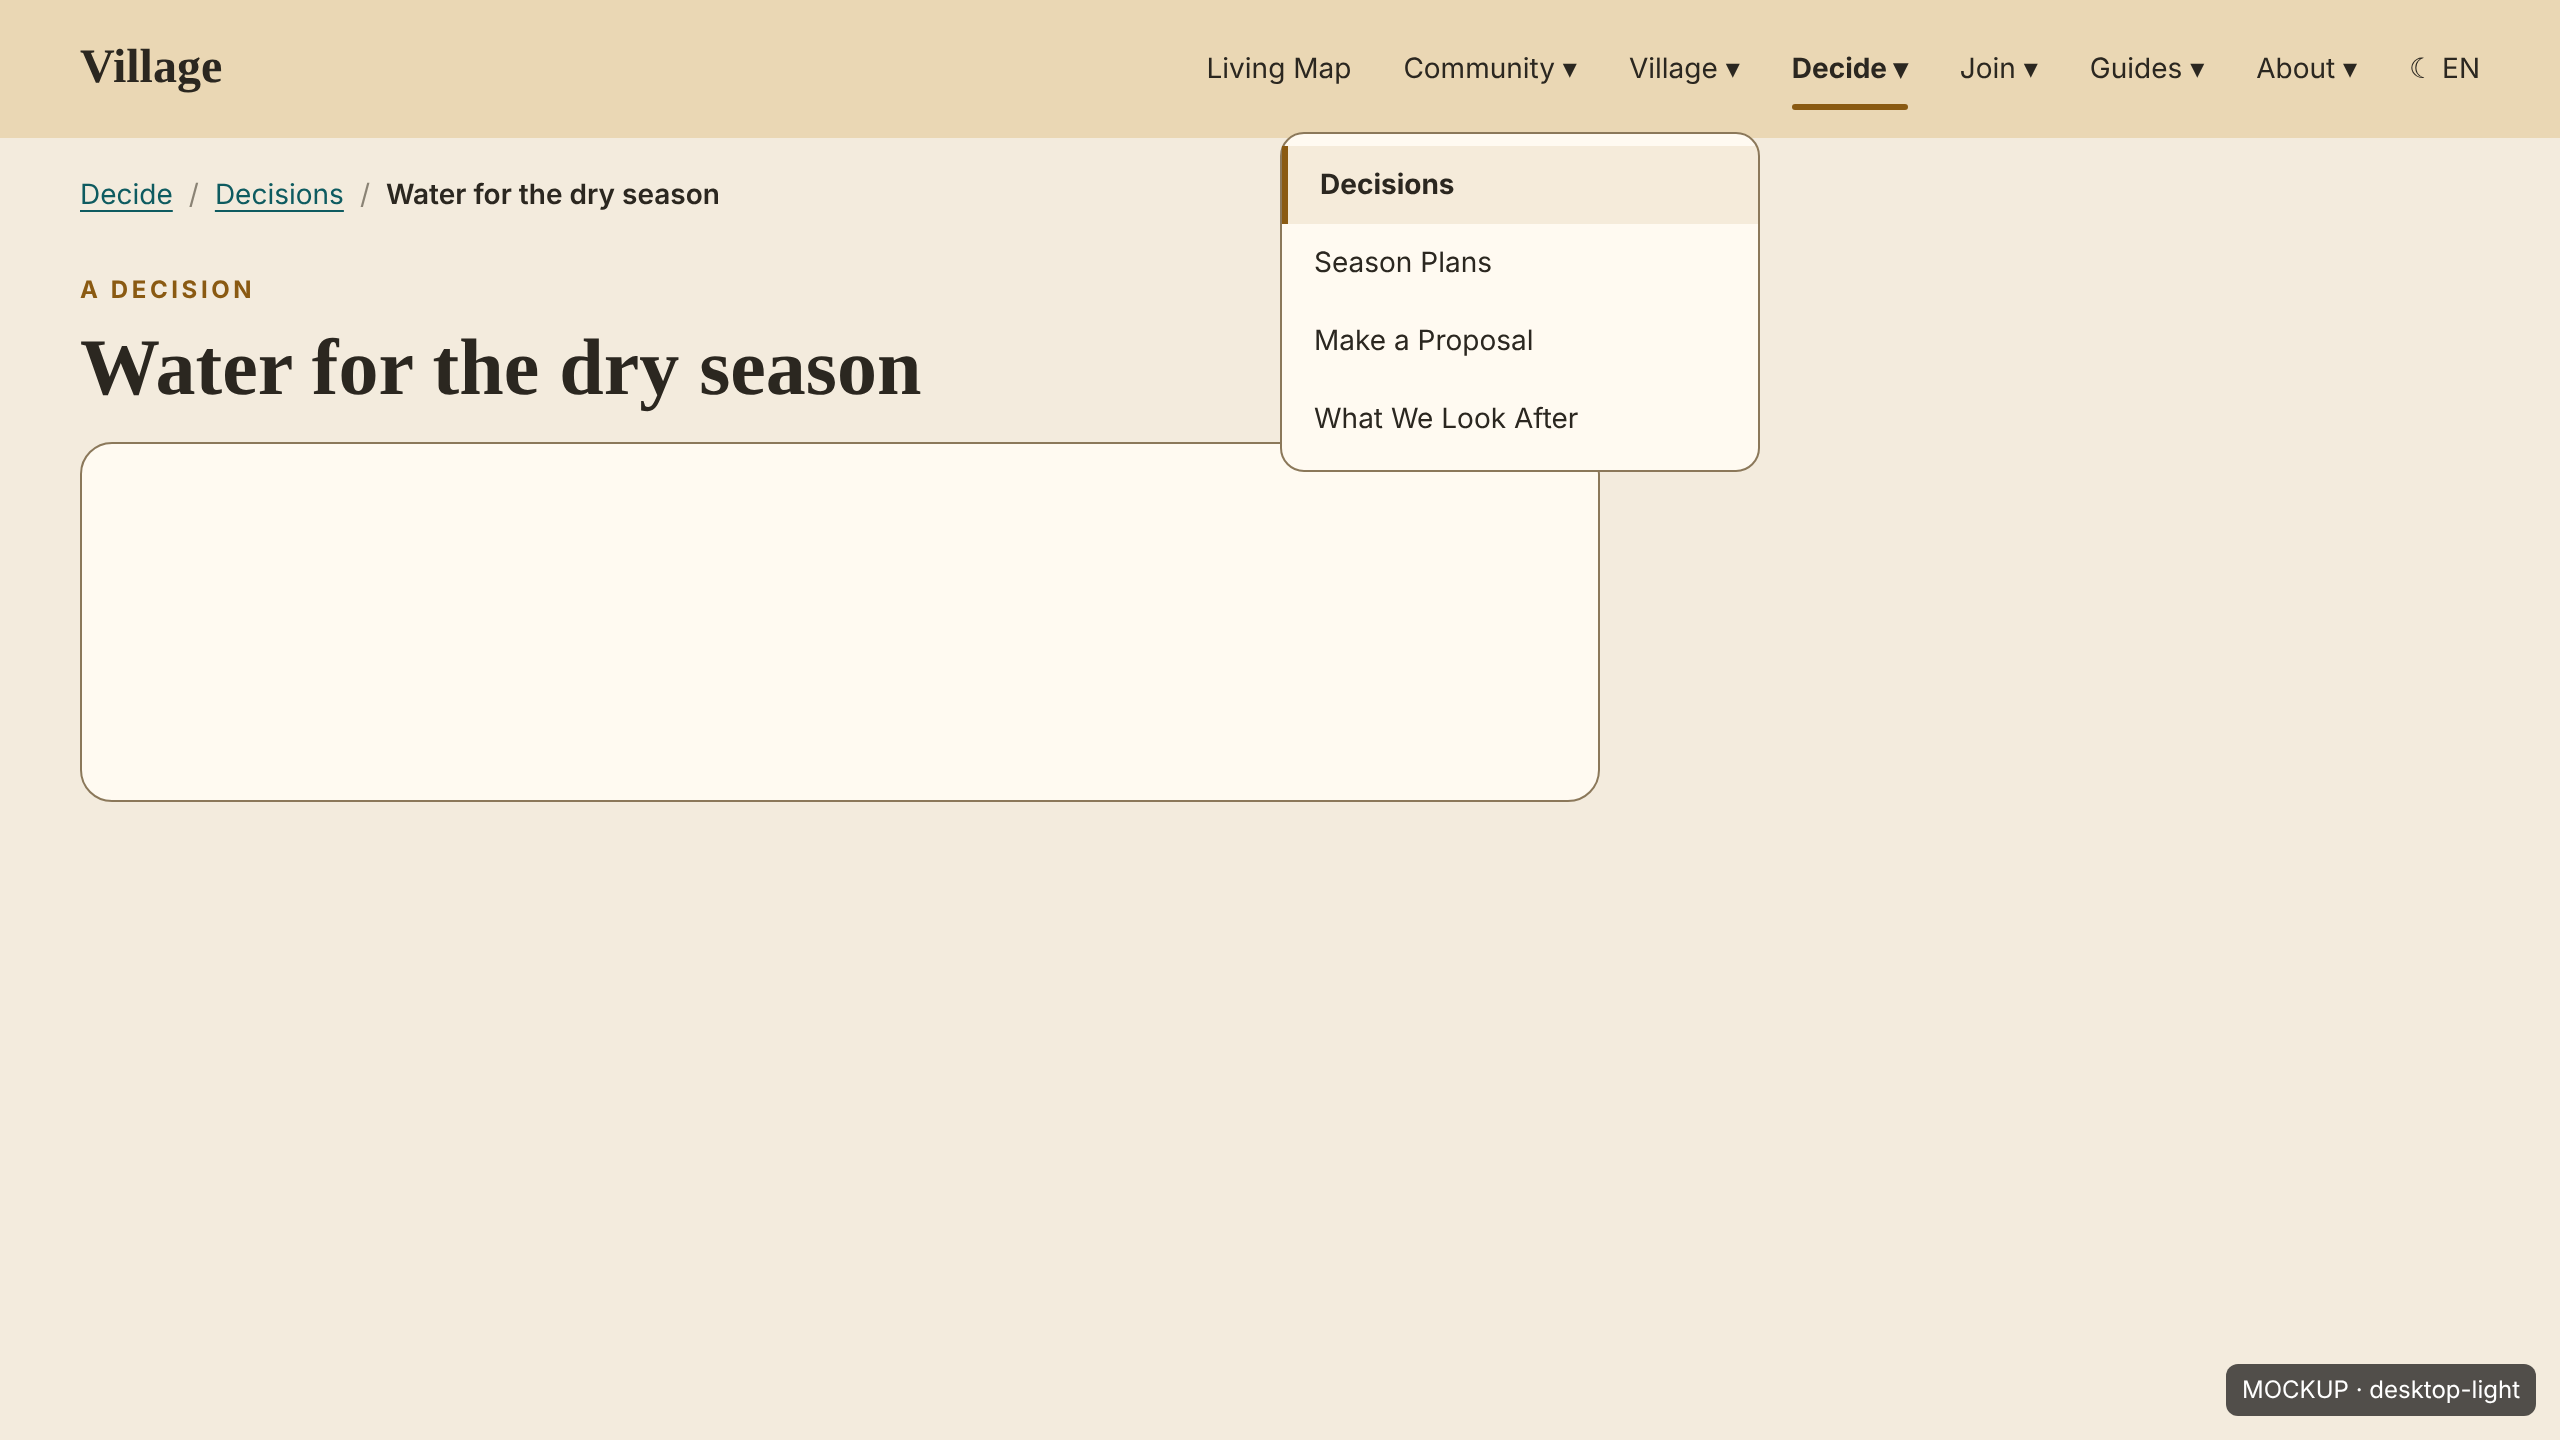 Village
Living Map Community ▾ Village ▾ Decide ▾ Join ▾ Guides ▾ About ▾ ☾ EN
Decide / Decisions / Water for the dry season
Decisions
Season Plans
Make a Proposal
What We Look After
A DECISION
Water for the dry season
MOCKUP · desktop-light